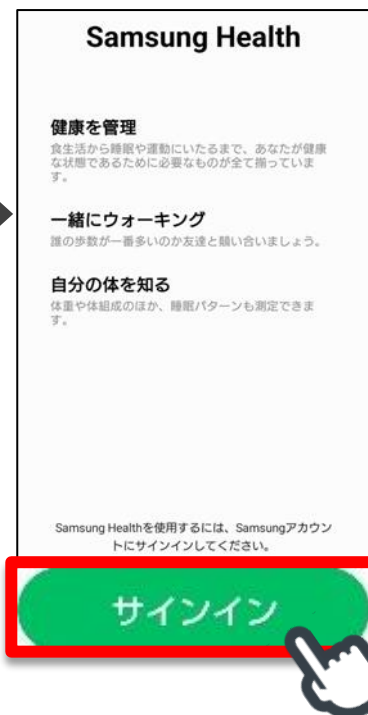 Samsung Health
健康を管理
食生活から睡眠や運動にいたるまで、あなたが健康
な状態であるために必要なものが全て揃っていま
す。
一緒にウォーキング
誰の歩数が一番多いのか友達と競い合いましょう。
自分の体を知る
体重や体組成のほか、睡眠パターンも測定できま
す。
Samsung Healthを使用するには、Samsungアカウン
トにサインインしてください。
サインイン